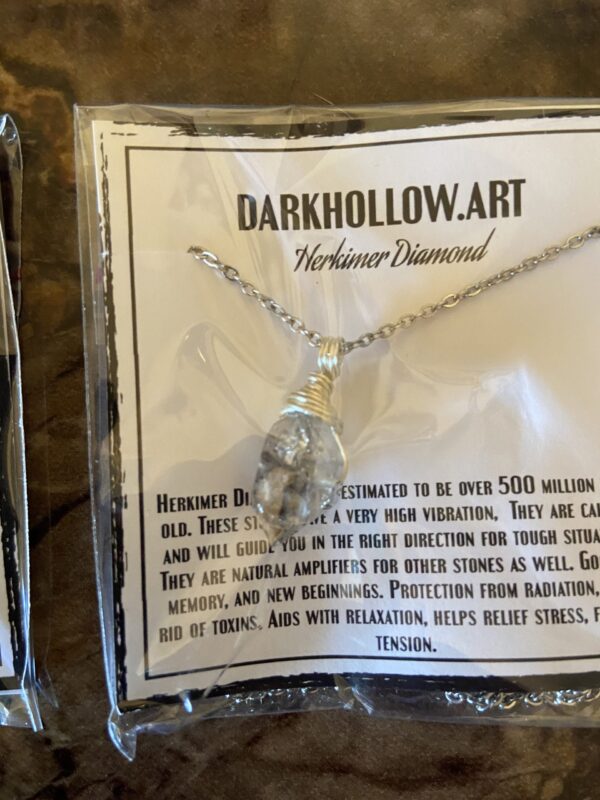 DARKHOLLOW.ART
Herkimer Diamond
HERKIMER ESTIMATED TO BE OVER 500 MILLION
OLD. THESE A VERY HIGH VIBRATION, THEY ARE
AND WILL GUIDE YOU IN THE RIGHT DIRECTION FOR TOUGH
THEY ARE NATURAL AMPLIFIERS FOR OTHER STONES AS WELL.
MEMORY, AND NEW BEGINNINGS. PROTECTION FROM RADIATION,
RID OF TOXINS. AIDS WITH RELAXATION, HELPS RELIEF STRESS,
TENSION.